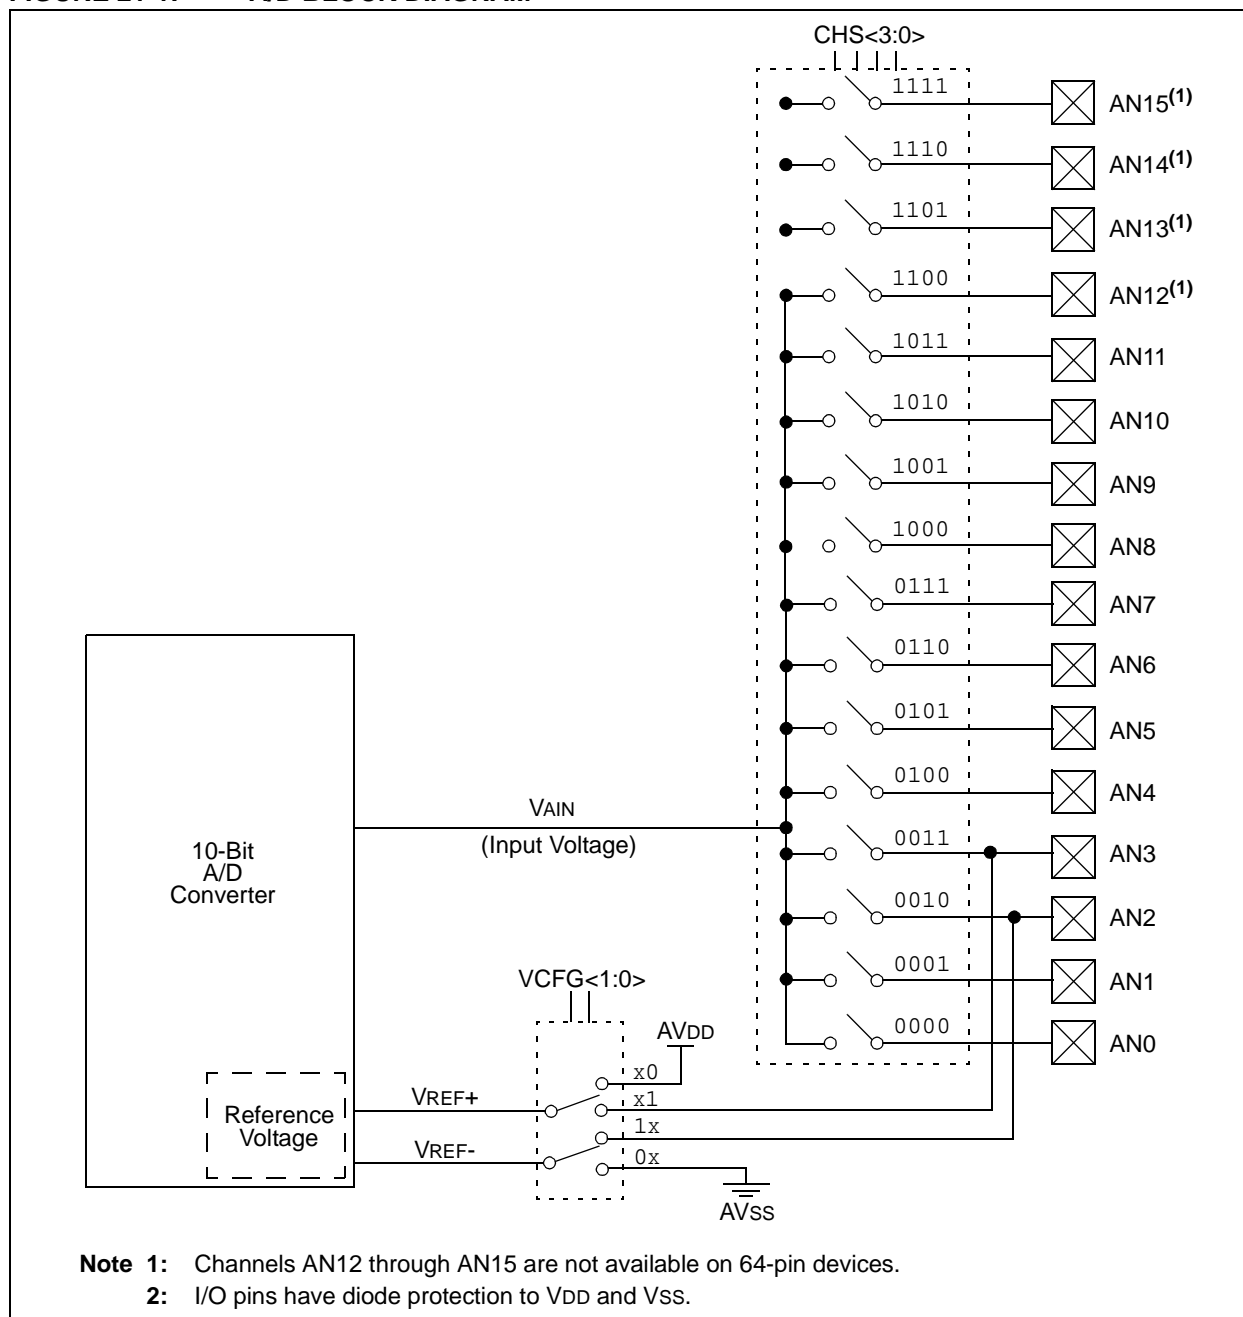 CHS<3:0>
1111 AN15(1)
1110 AN14(1)
1101 AN13(1)
1100 AN12(1)
1011 AN11
1010 AN10
1001 AN9
1000 AN8
0111 AN7
0110 AN6
0101 AN5
0100 AN4
VAIN
(Input Voltage)
0011 AN3
10-Bit
A/D
Converter
0010 AN2
0001 AN1
VCFG<1:0>
0000 AN0
AVDD
x0
VREF+ x1
Reference
Voltage
1x
VREF- 0x
AVSS
Note 1: Channels AN12 through AN15 are not available on 64-pin devices.
2: I/O pins have diode protection to VDD and VSS.